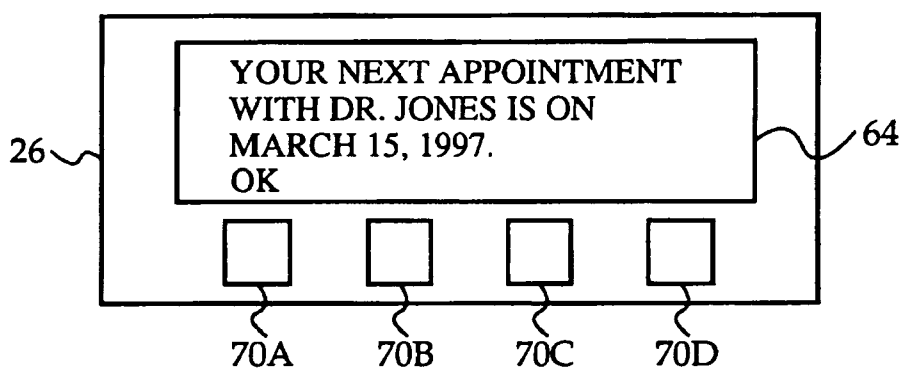 YOUR NEXT APPOINTMENT
WITH DR. JONES IS ON
MARCH 15, 1997.
OK
26
64
70A 70B 70C 70D